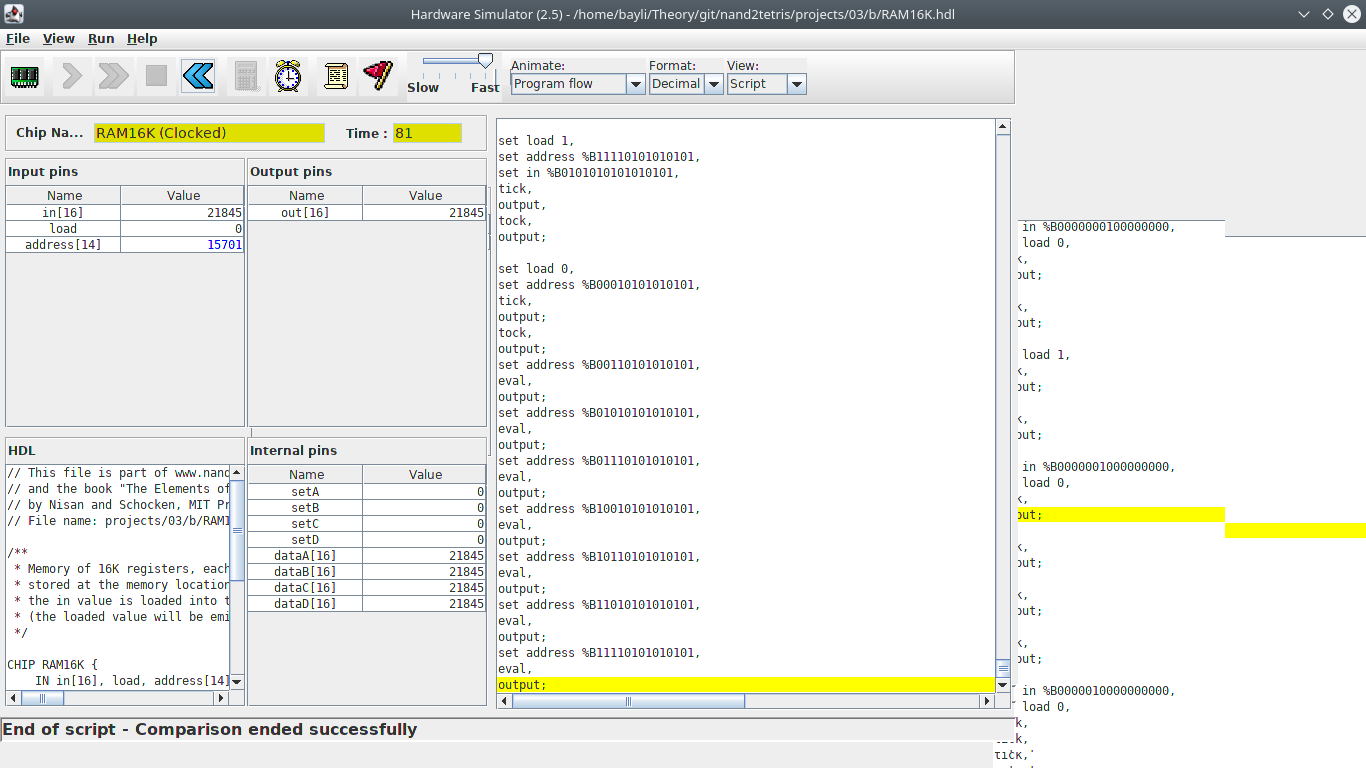 Hardware Simulator (2.5) - /home/bayli/Theory/git/nand2tetris/projects/03/b/RAM16K.hdl
File View Run Help
Animate: Format: View:
Program flow Decimal Script
Slow Fast
Chip Na... RAM16K (Clocked) Time : 81
Input pins
Name Value
in[16] 21845
load 0
address[14] 15701
Output pins
Name Value
out[16] 21845
HDL
// This file is part of www.nand
// and the book "The Elements of
// by Nisan and Schocken, MIT Pr
// File name: projects/03/b/RAM1
/**
* Memory of 16K registers, each
* stored at the memory location
* the in value is loaded into t
* (the loaded value will be emi
*/
CHIP RAM16K {
IN in[16], load, address[14]
Internal pins
Name Value
setA 0
setB 0
setC 0
setD 0
dataA[16] 21845
dataB[16] 21845
dataC[16] 21845
dataD[16] 21845
set load 1,
set address %B11110101010101,
set in %B0101010101010101,
tick,
output,
tock,
output;
set load 0,
set address %B00010101010101,
tick,
output;
tock,
output;
set address %B00110101010101,
eval,
output;
set address %B01010101010101,
eval,
output;
set address %B01110101010101,
eval,
output;
set address %B10010101010101,
eval,
output;
set address %B10110101010101,
eval,
output;
set address %B11010101010101,
eval,
output;
set address %B11110101010101,
eval,
output;
End of script - Comparison ended successfully
in %B0000000100000000,
load 0,
k,
put;
k,
put;
load 1,
k,
put;
k,
put;
in %B0000001000000000,
load 0,
k,
put;
k,
put;
k,
put;
k,
put;
in %B0000010000000000,
load 0,
k,
k,
tick,